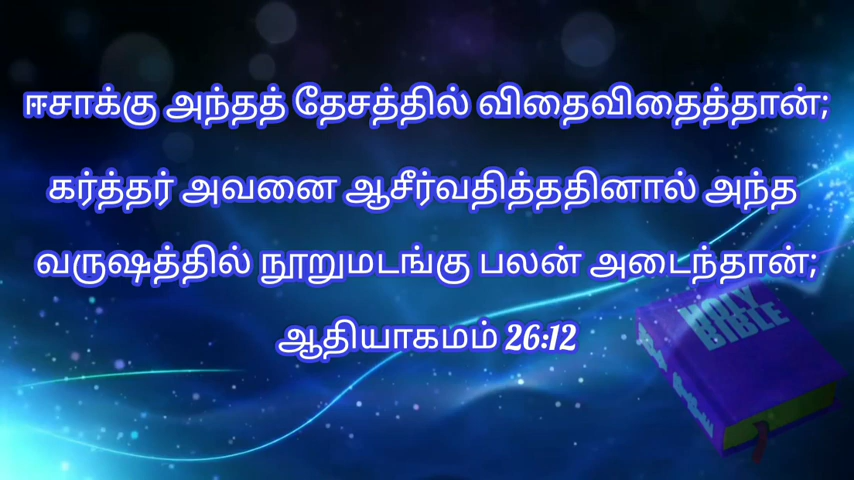 ஈசாக்கு அந்தத் தேசத்தில் விதைவிதைத்தான்;
கர்த்தர் அவனை ஆசீர்வதித்ததினால் அந்த
வருஷத்தில் நூறுமடங்கு பலன் அடைந்தான்;
ஆதியாகமம் 26:12
HOLY
BIBLE